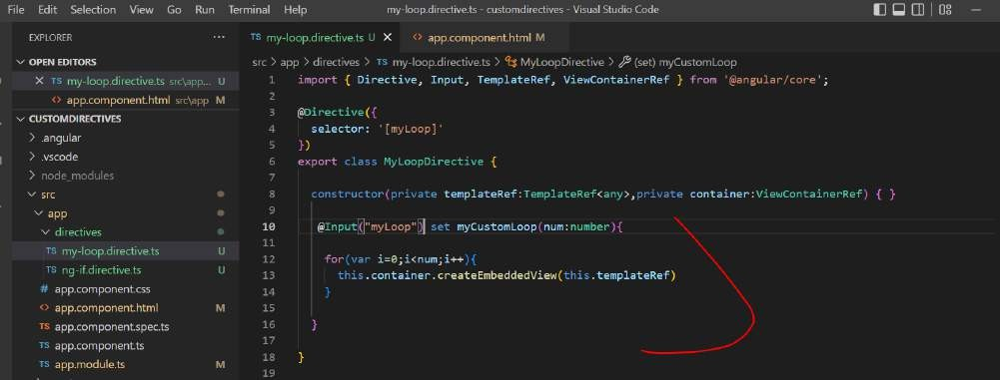 File Edit Selection View Go Run Terminal Help my-loop.directive.ts - customdirectives - Visual Studio Code
EXPLORER ...
OPEN EDITORS
TS my-loop.directive.ts src\app... U
<> app.component.html src\app M
CUSTOMDIRECTIVES
.angular
.vscode
node_modules
src
app
directives
TS my-loop.directive.ts U
TS ng-if.directive.ts U
# app.component.css
<> app.component.html M
TS app.component.spec.ts
TS app.component.ts
TS app.module.ts M
TS my-loop.directive.ts U <> app.component.html M
src > app > directives > TS my-loop.directive.ts > MyLoopDirective > (set) myCustomLoop
1 import { Directive, Input, TemplateRef, ViewContainerRef } from '@angular/core';
2
3 @Directive({
4 selector: '[myLoop]'
5 })
6 export class MyLoopDirective {
7
8 constructor(private templateRef:TemplateRef<any>,private container:ViewContainerRef) { }
9
10 @Input("myLoop") set myCustomLoop(num:number){
11
12 for(var i=0;i<num;i++){
13 this.container.createEmbeddedView(this.templateRef)
14 }
15
16 }
17
18 }
19